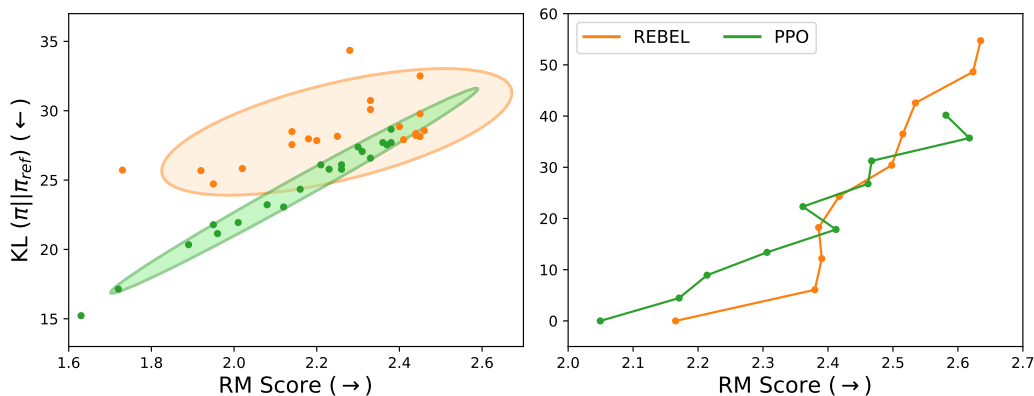 KL (π||π_ref) (←)
35
30
25
20
15
1.6 1.8 2.0 2.2 2.4 2.6
RM Score (→)
REBEL PPO
60
50
40
30
20
10
0
2.0 2.1 2.2 2.3 2.4 2.5 2.6 2.7
RM Score (→)